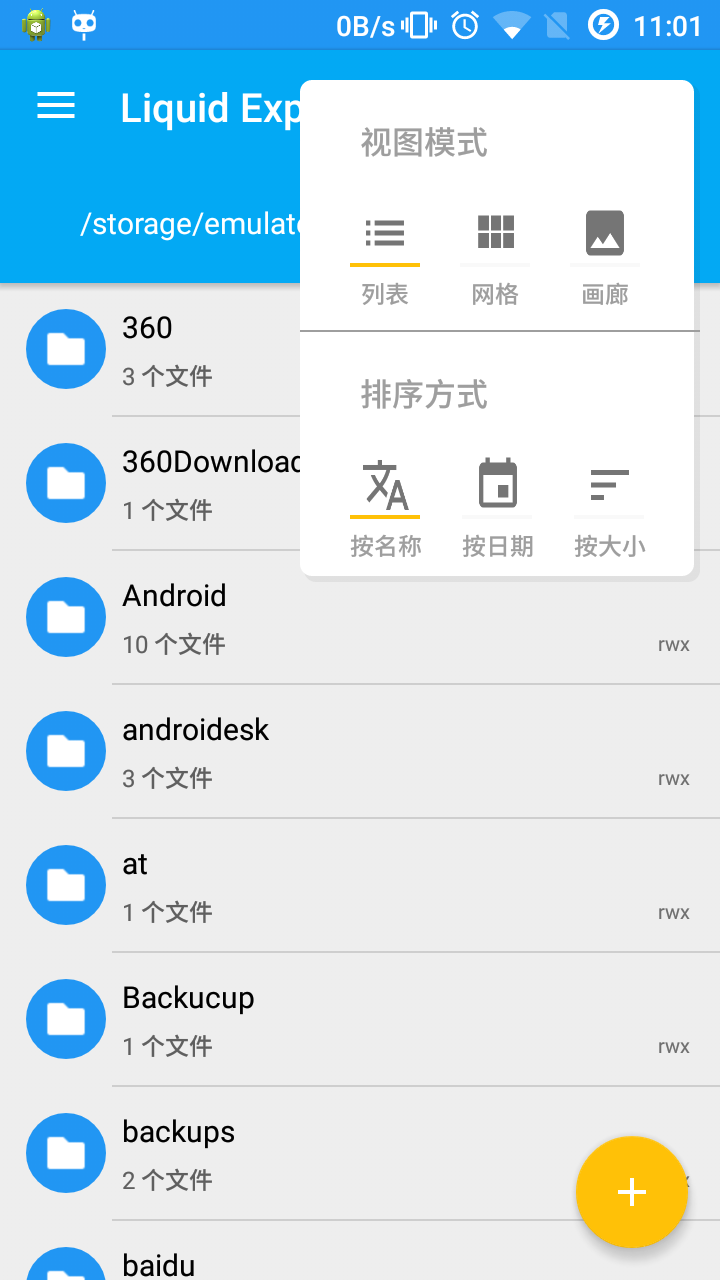 0B/s 11:01
Liquid Exp
视图模式
/storage/emulate
列表 网格 画廊
360
3 个文件
排序方式
360Download
1 个文件
按名称 按日期 按大小
Android
10 个文件 rwx
androidesk
3 个文件 rwx
at
1 个文件 rwx
Backucup
1 个文件 rwx
backups
2 个文件
baidu